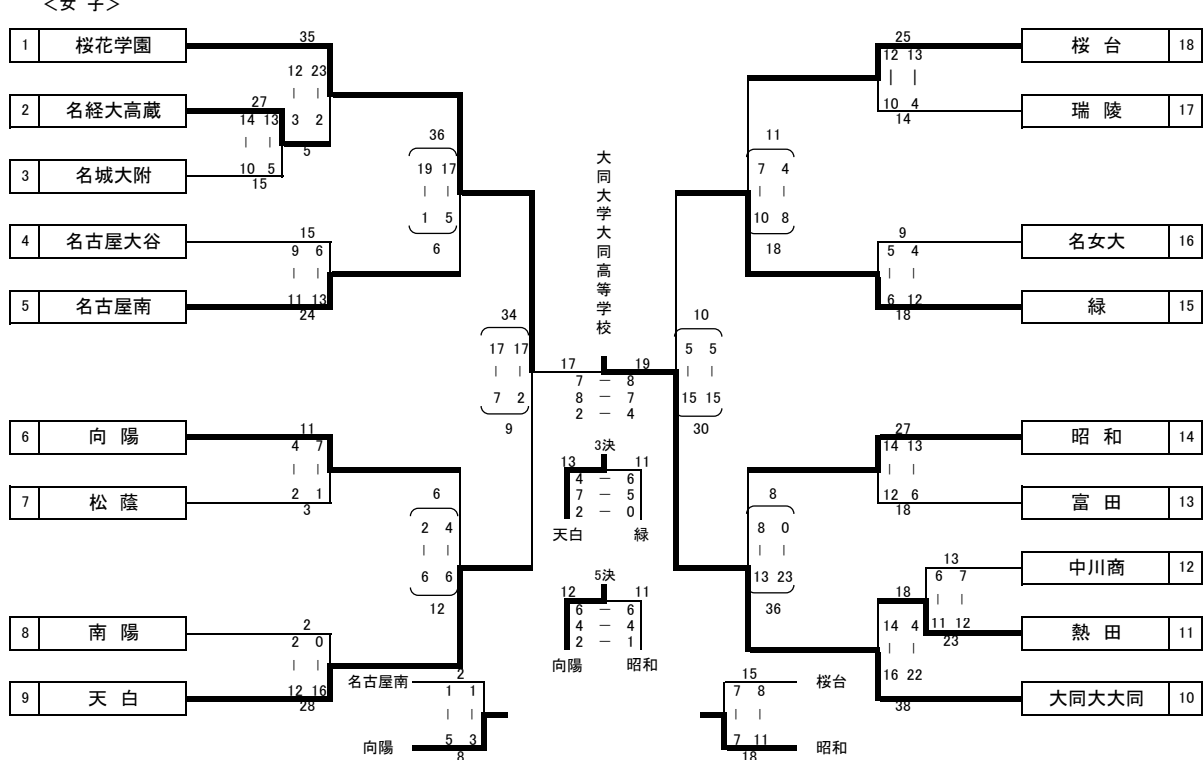 ＜女 子＞
1 桜花学園
2 名経大高蔵
3 名城大附
4 名古屋大谷
5 名古屋南
6 向 陽
7 松 蔭
8 南 陽
9 天 白
35
12 23
| |
3 2
5
27
14 13
| |
10 5
15
15
9 6
| |
11 13
24
36
19 17
| |
1 5
6
11
4 7
| |
2 1
3
2
2 0
| |
12 16
28
6
2 4
| |
6 6
12
34
17 17
| |
7 2
9
大同大学大同高等学校
17 19
7 － 8
8 － 7
2 － 4
3決
13 11
4 － 6
7 － 5
2 － 0
天白 緑
5決
12 11
6 － 6
4 － 4
2 － 1
向陽 昭和
名古屋南
2
1 1
| |
5 3
8
向陽
15
桜台
7 8
| |
7 11
18
昭和
10
5 5
| |
15 15
30
11
7 4
| |
10 8
18
25
12 13
| |
10 4
14
9
5 4
| |
6 12
18
8
8 0
| |
13 23
36
27
14 13
| |
12 6
18
13
6 7
| |
11 12
23
18
14 4
| |
16 22
38
桜 台 18
瑞 陵 17
名女大 16
緑 15
昭 和 14
富 田 13
中川商 12
熱 田 11
大同大大同 10